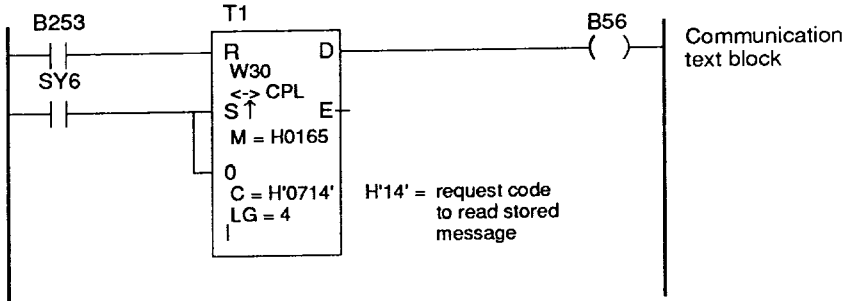 T1
B253
B56
R D
W30
<-> CPL
SY6
S↑ E
M = H0165
0
C = H'0714'
LG = 4
H'14' = request code
to read stored
message
Communication
text block